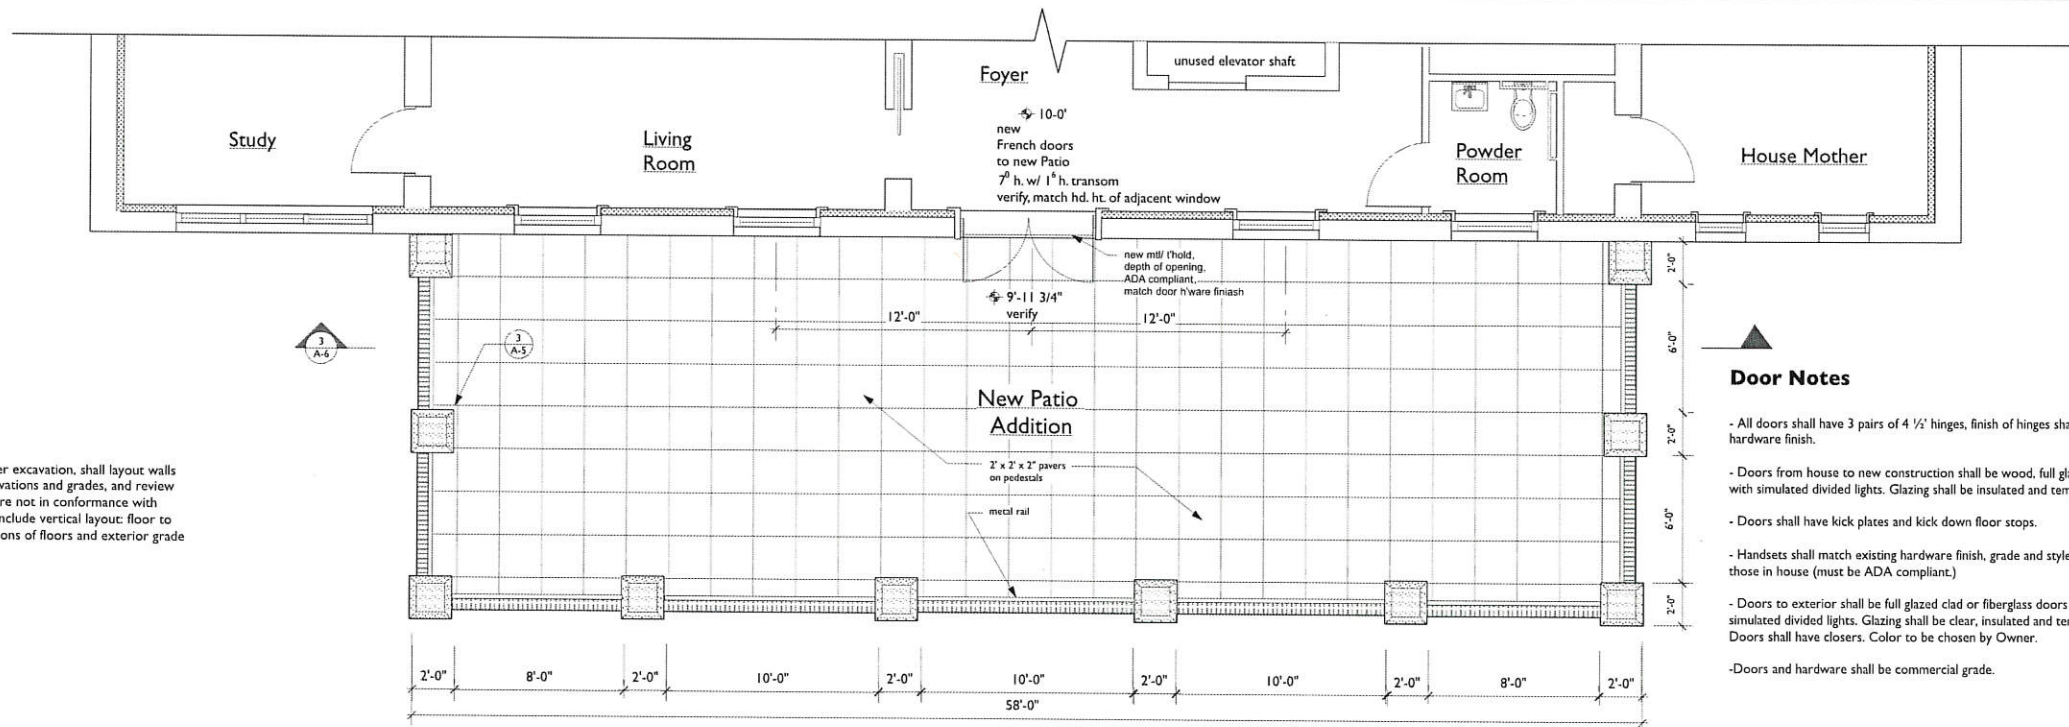 Foyer
unused elevator shaft
10-0'
new
French doors
to new Patio
7⁰ h. w/ 1⁶ h. transom
verify, match hd. ht. of adjacent window
Study
Living
Room
Powder
Room
House Mother
new mtl/ t'hold,
depth of opening,
ADA compliant,
match door h'ware finiash
9'-11 3/4"
verify
12'-0"
12'-0"
3
A-6
3
A-5
New Patio
Addition
2' x 2' x 2" pavers
on pedestals
metal rail
2'-0"
6'-0"
2'-0"
6'-0"
2'-0"
er excavation, shall layout walls
vations and grades, and review
re not in conformance with
nclude vertical layout: floor to
ons of floors and exterior grade
Door Notes
- All doors shall have 3 pairs of 4 ½' hinges, finish of hinges sha
hardware finish.
- Doors from house to new construction shall be wood, full gla
with simulated divided lights. Glazing shall be insulated and tem
- Doors shall have kick plates and kick down floor stops.
- Handsets shall match existing hardware finish, grade and style
those in house (must be ADA compliant.)
- Doors to exterior shall be full glazed clad or fiberglass doors
simulated divided lights. Glazing shall be clear, insulated and ter
Doors shall have closers. Color to be chosen by Owner.
-Doors and hardware shall be commercial grade.
2'-0" 8'-0" 2'-0" 10'-0" 2'-0" 10'-0" 2'-0" 10'-0" 2'-0" 8'-0" 2'-0"
58'-0"